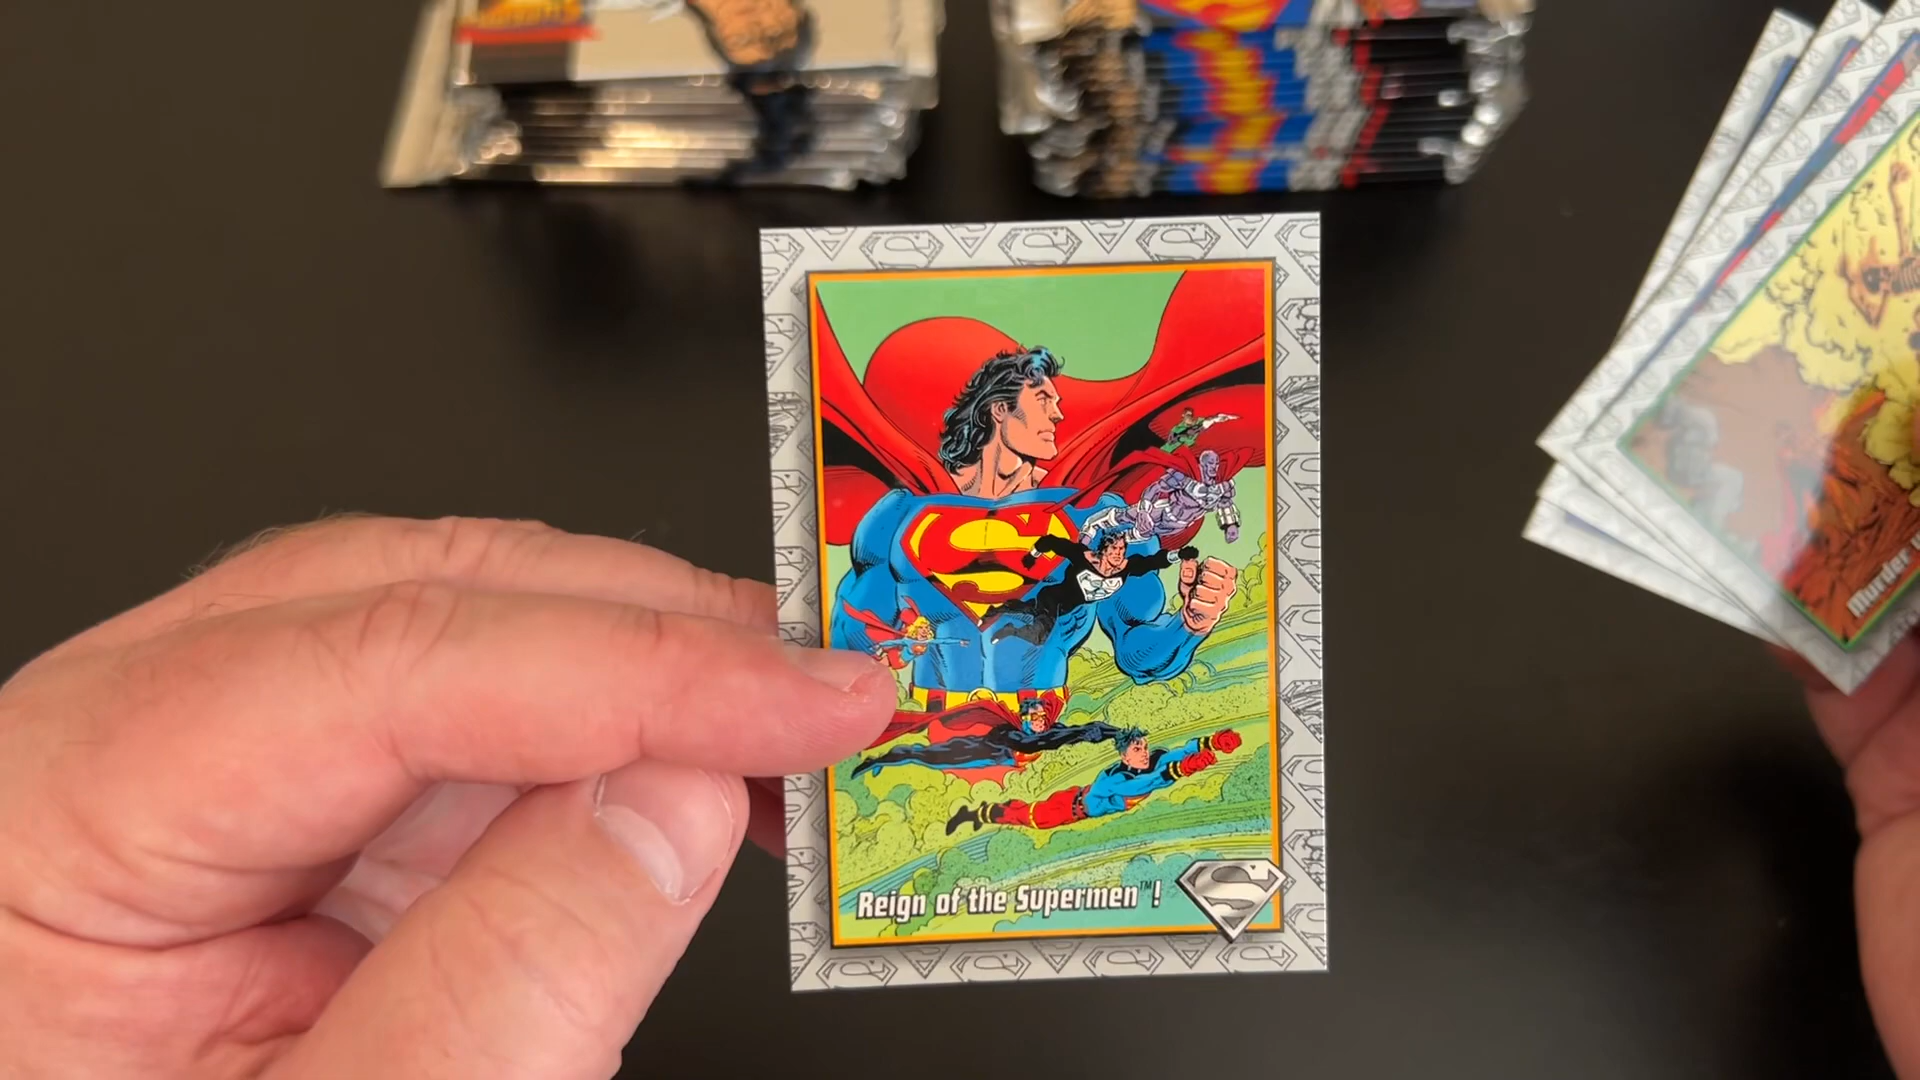 Reign of the Supermen™!
Murder